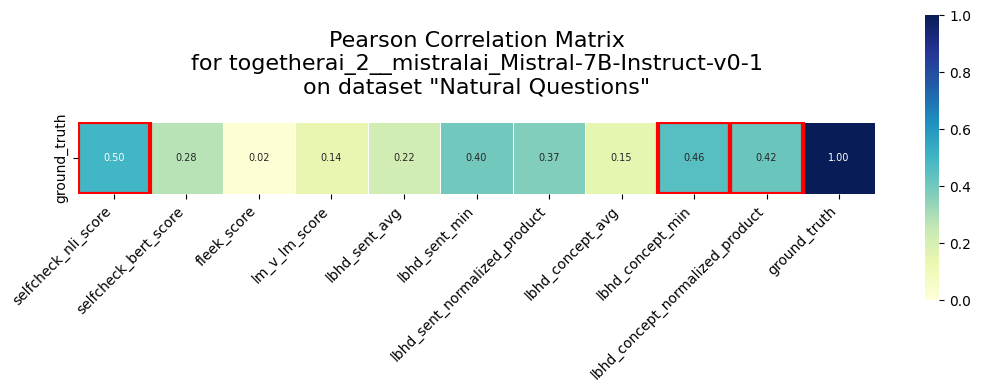 Pearson Correlation Matrix
for togetherai_2__mistralai_Mistral-7B-Instruct-v0-1
on dataset "Natural Questions"
ground_truth
0.50 0.28 0.02 0.14 0.22 0.40 0.37 0.15 0.46 0.42 1.00
selfcheck_nli_score
selfcheck_bert_score
fleek_score
lm_v_lm_score
lbhd_sent_avg
lbhd_sent_min
lbhd_sent_normalized_product
lbhd_concept_avg
lbhd_concept_min
lbhd_concept_normalized_product
ground_truth
1.0
0.8
0.6
0.4
0.2
0.0